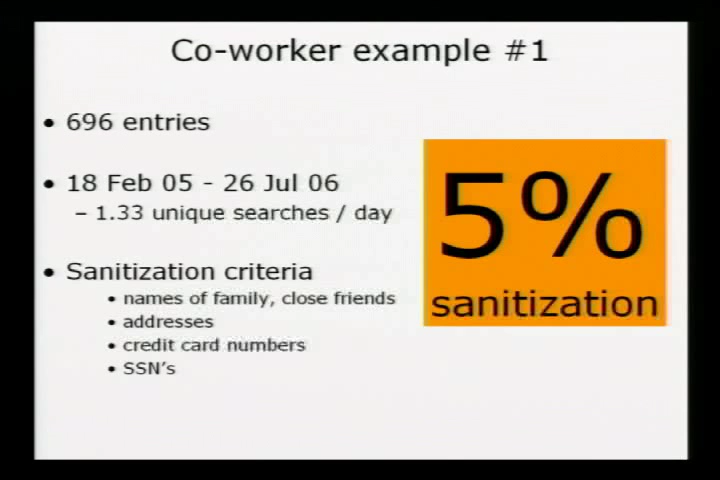 Co-worker example #1
• 696 entries
• 18 Feb 05 - 26 Jul 06
– 1.33 unique searches / day
• Sanitization criteria
• names of family, close friends
• addresses
• credit card numbers
• SSN's
5%
sanitization